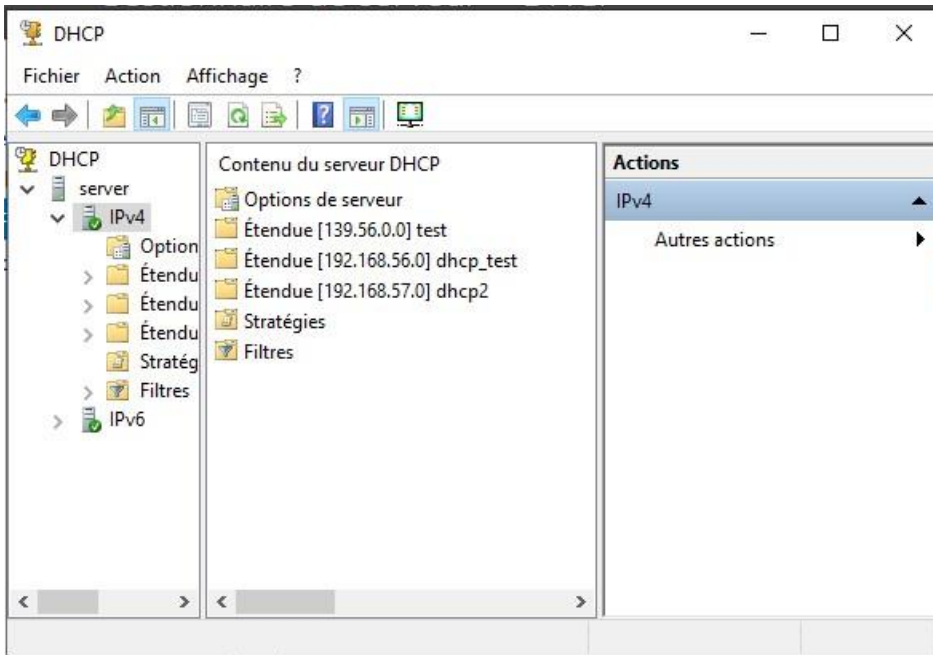 DHCP
Fichier Action Affichage ?
DHCP
server
IPv4
Option
Étendu
Étendu
Étendu
Stratég
Filtres
IPv6
Contenu du serveur DHCP
Options de serveur
Étendue [139.56.0.0] test
Étendue [192.168.56.0] dhcp_test
Étendue [192.168.57.0] dhcp2
Stratégies
Filtres
Actions
IPv4
Autres actions